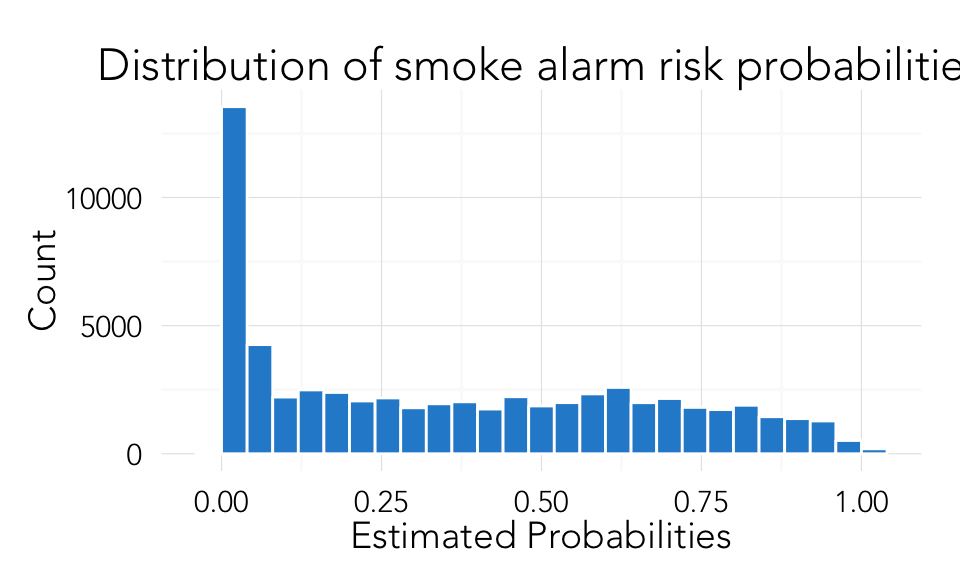 Distribution of smoke alarm risk probabilitie
10000
5000
0
Count
0.00 0.25 0.50 0.75 1.00
Estimated Probabilities